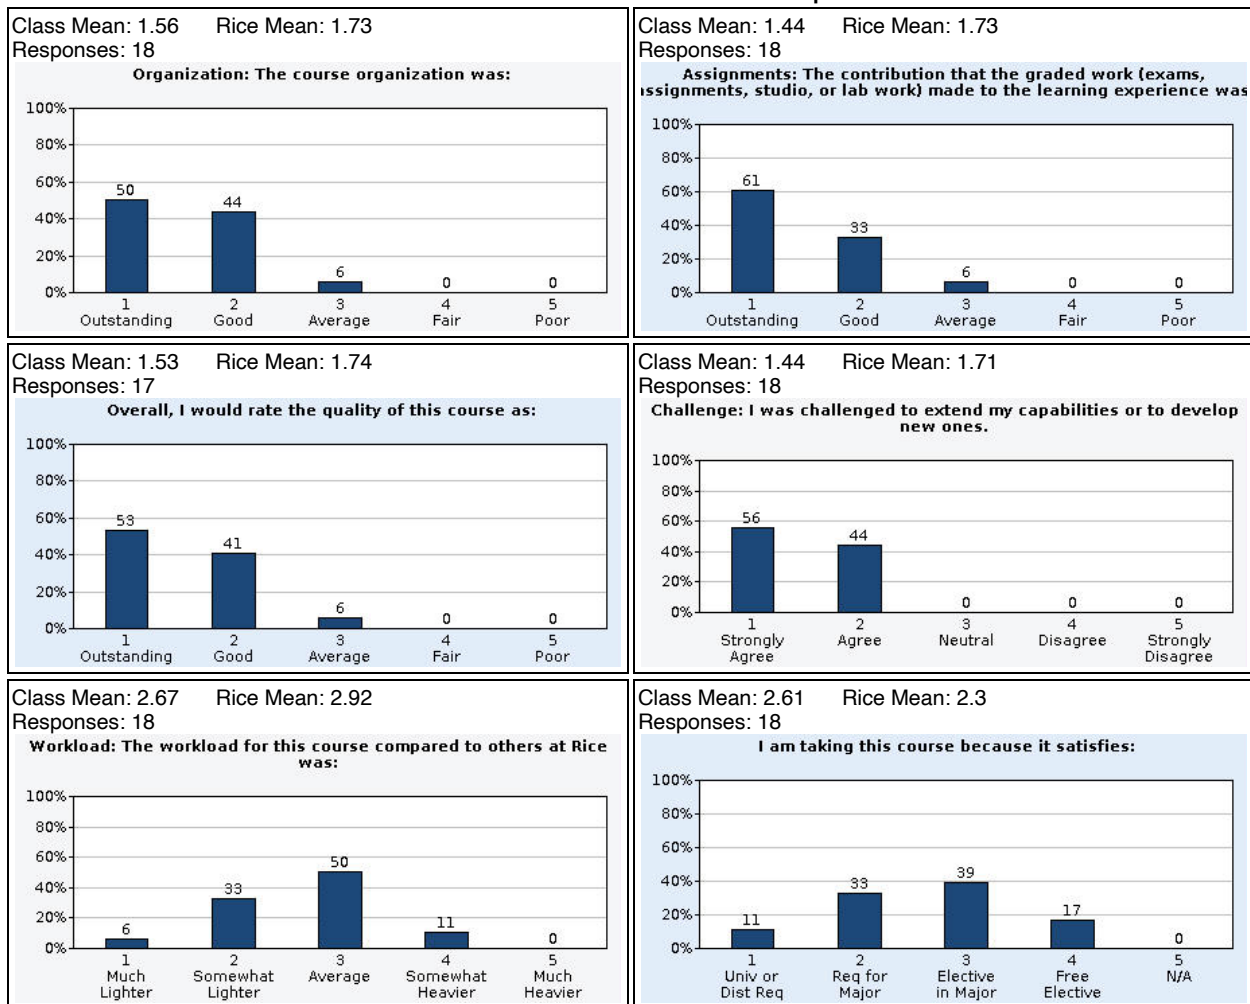 Class Mean: 1.56 Rice Mean: 1.73
Responses: 18
Organization: The course organization was:
100%
80%
60%
40%
20%
0%
50
44
6
0
0
1
2
3
4
5
Outstanding
Good
Average
Fair
Poor
Class Mean: 1.44 Rice Mean: 1.73
Responses: 18
Assignments: The contribution that the graded work (exams,
assignments, studio, or lab work) made to the learning experience was
100%
80%
60%
40%
20%
0%
61
33
6
0
0
1
2
3
4
5
Outstanding
Good
Average
Fair
Poor
Class Mean: 1.53 Rice Mean: 1.74
Responses: 17
Overall, I would rate the quality of this course as:
100%
80%
60%
40%
20%
0%
53
41
6
0
0
1
2
3
4
5
Outstanding
Good
Average
Fair
Poor
Class Mean: 1.44 Rice Mean: 1.71
Responses: 18
Challenge: I was challenged to extend my capabilities or to develop
new ones.
100%
80%
60%
40%
20%
0%
56
44
0
0
0
1
2
3
4
5
Strongly
Agree
Agree
Neutral
Disagree
Strongly
Disagree
Class Mean: 2.67 Rice Mean: 2.92
Responses: 18
Workload: The workload for this course compared to others at Rice
was:
100%
80%
60%
40%
20%
0%
6
33
50
11
0
1
2
3
4
5
Much
Lighter
Somewhat
Lighter
Average
Somewhat
Heavier
Much
Heavier
Class Mean: 2.61 Rice Mean: 2.3
Responses: 18
I am taking this course because it satisfies:
100%
80%
60%
40%
20%
0%
11
33
39
17
0
1
2
3
4
5
Univ or
Dist Req
Req for
Major
Elective
in Major
Free
Elective
N/A